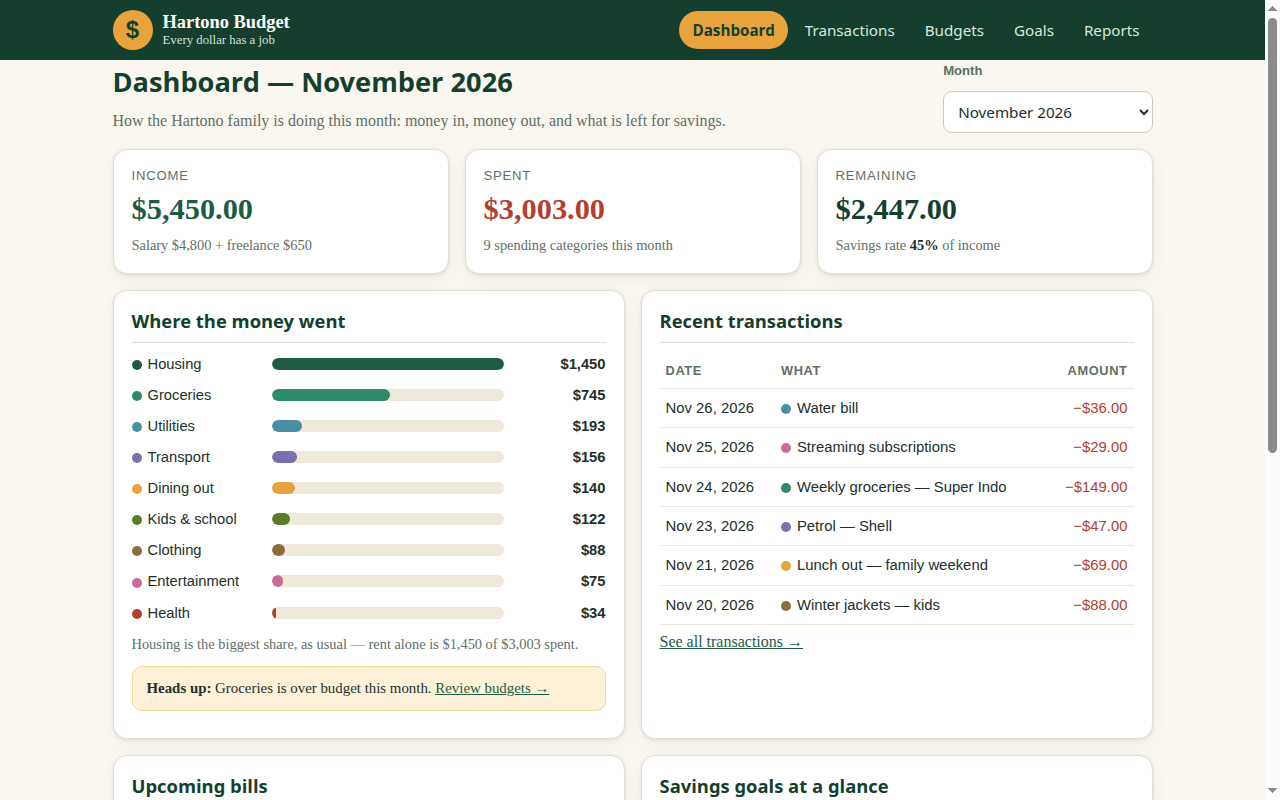 $
Hartono Budget
Every dollar has a job
Dashboard
Transactions
Budgets
Goals
Reports
Dashboard — November 2026
How the Hartono family is doing this month: money in, money out, and what is left for savings.
Month
November 2026
INCOME
$5,450.00
Salary $4,800 + freelance $650
SPENT
$3,003.00
9 spending categories this month
REMAINING
$2,447.00
Savings rate 45% of income
Where the money went
Housing $1,450
Groceries $745
Utilities $193
Transport $156
Dining out $140
Kids & school $122
Clothing $88
Entertainment $75
Health $34
Housing is the biggest share, as usual — rent alone is $1,450 of $3,003 spent.
Heads up: Groceries is over budget this month. Review budgets →
Recent transactions
DATE WHAT AMOUNT
Nov 26, 2026 Water bill −$36.00
Nov 25, 2026 Streaming subscriptions −$29.00
Nov 24, 2026 Weekly groceries — Super Indo −$149.00
Nov 23, 2026 Petrol — Shell −$47.00
Nov 21, 2026 Lunch out — family weekend −$69.00
Nov 20, 2026 Winter jackets — kids −$88.00
See all transactions →
Upcoming bills
Savings goals at a glance